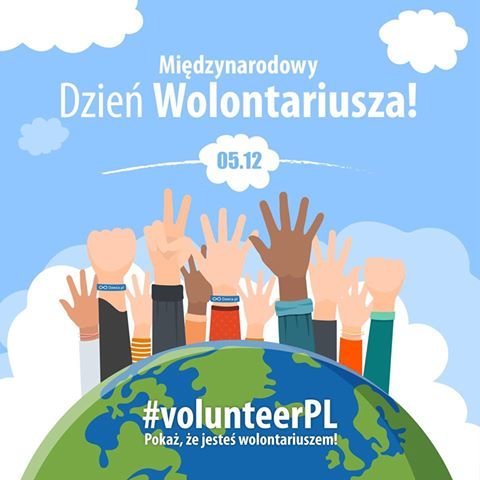 Międzynarodowy
Dzień Wolontariusza!
05.12
#volunteerPL
Pokaż, że jesteś wolontariuszem!